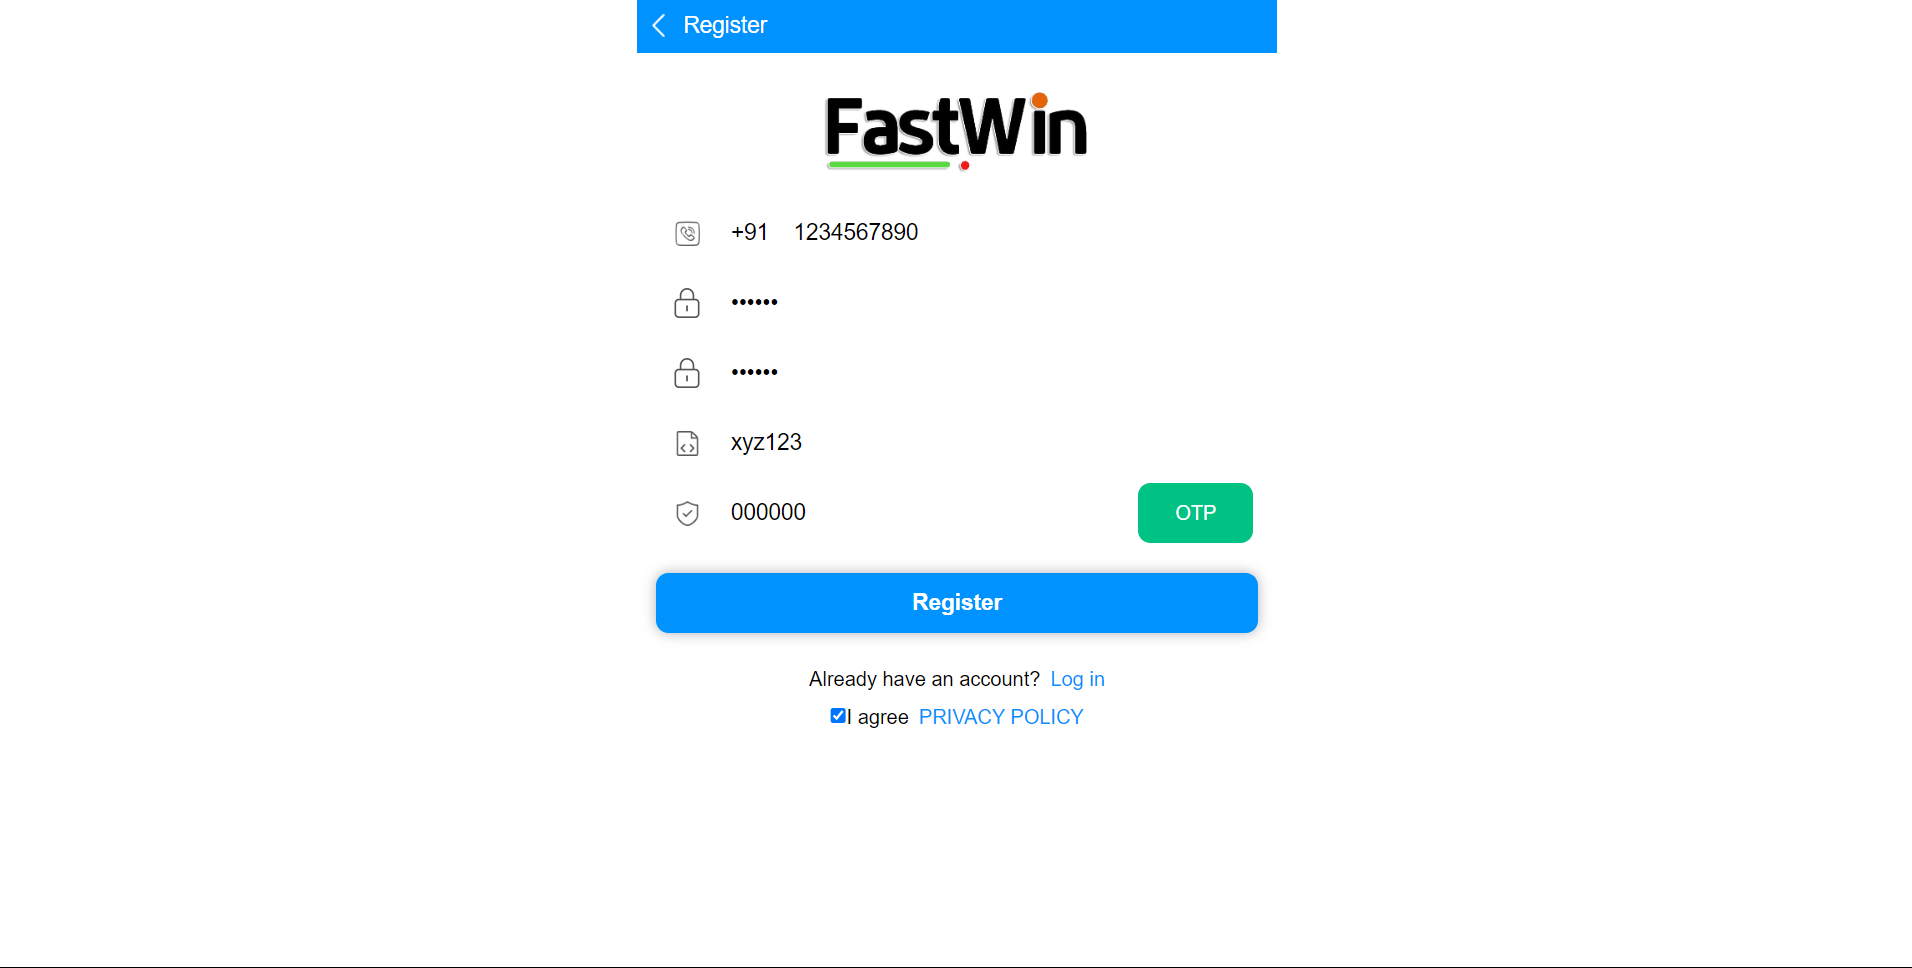 Register
FastWin
+91 1234567890
••••••
••••••
xyz123
000000 OTP
Register
Already have an account? Log in
I agree PRIVACY POLICY